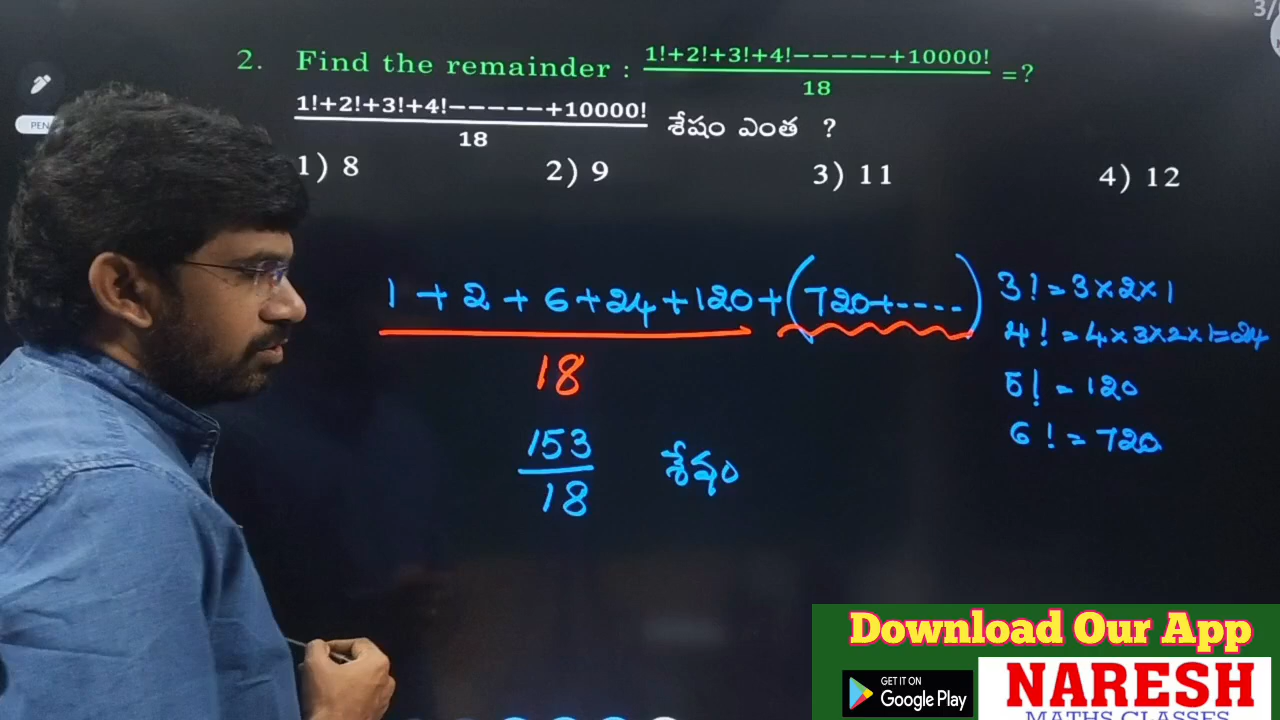 3/
2. Find the remainder : 1!+2!+3!+4!-----+10000! / 18 =?
1!+2!+3!+4!-----+10000! / 18 శేషం ఎంత ?
1) 8 2) 9 3) 11 4) 12
PEN
1 + 2 + 6 + 24 + 120 + (720+----)
18
153
18
శేషం
3! = 3×2×1
4! = 4×3×2×1=24
5! = 120
6! = 720
Download Our App
GET IT ON
Google Play
NARESH
MATHS CLASSES